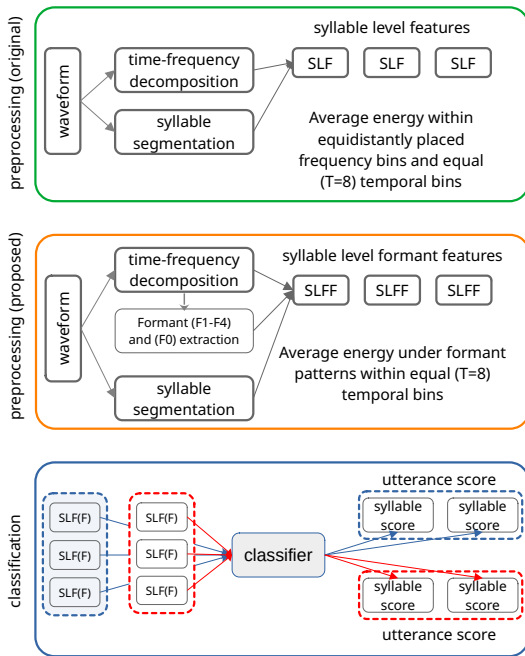 preprocessing (original)
waveform
time-frequency
decomposition
syllable
segmentation
syllable level features
SLF
SLF
SLF
Average energy within
equidistantly placed
frequency bins and equal
(T=8) temporal bins
preprocessing (proposed)
waveform
time-frequency
decomposition
Formant (F1-F4)
and (F0) extraction
syllable
segmentation
syllable level formant features
SLFF
SLFF
SLFF
Average energy under formant
patterns within equal (T=8)
temporal bins
classification
SLF(F)
SLF(F)
SLF(F)
SLF(F)
SLF(F)
SLF(F)
classifier
utterance score
syllable
score
syllable
score
syllable
score
syllable
score
utterance score